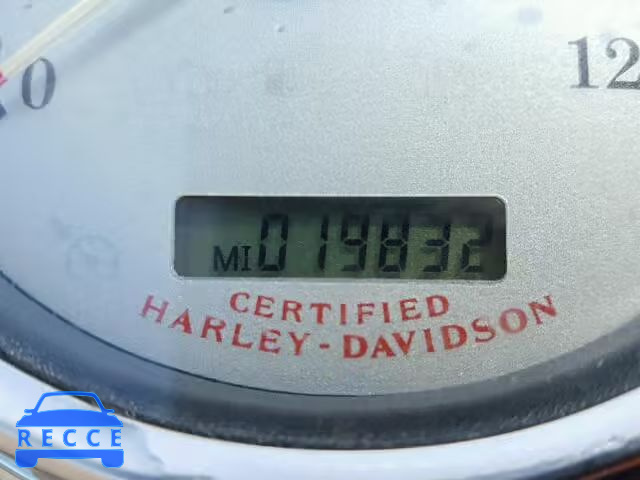 0
12
MI 019832
CERTIFIED
HARLEY-DAVIDSON
RECCE